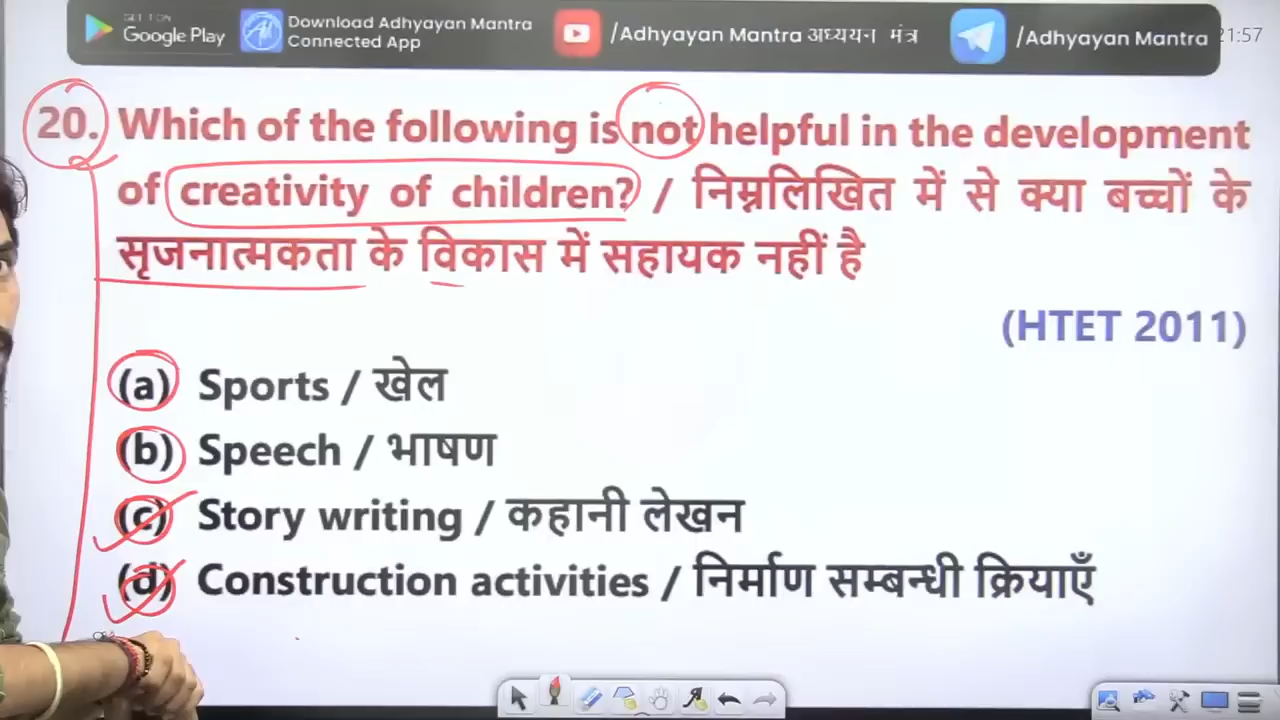 GET IT ON
Google Play
Download Adhyayan Mantra
Connected App
/Adhyayan Mantra अध्ययन मंत्र
/Adhyayan Mantra
21:57
20. Which of the following is not helpful in the development
of creativity of children? / निम्नलिखित में से क्या बच्चों के
सृजनात्मकता के विकास में सहायक नहीं है
(HTET 2011)
(a) Sports / खेल
(b) Speech / भाषण
(c) Story writing / कहानी लेखन
(d) Construction activities / निर्माण सम्बन्धी क्रियाएँ